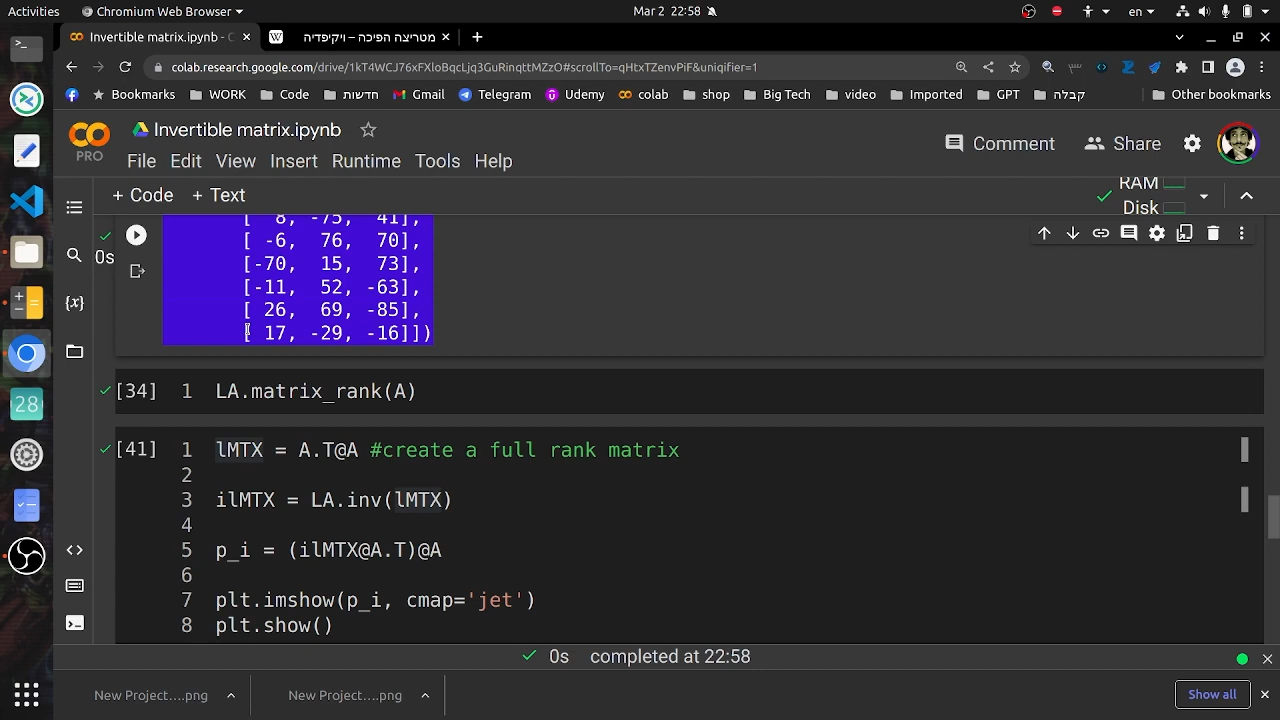 Activities
Chromium Web Browser
Mar 2 22:58
en
Invertible matrix.ipynb - C
מטריצה הפיכה – ויקיפדיה
colab.research.google.com/drive/1kT4WCJ76xFXIoBqcLjq3GuRinqttMZzO#scrollTo=qHtxTZenvPiF&uniqifier=1
Bookmarks
WORK
Code
חדשות
Gmail
Telegram
Udemy
colab
shop
Big Tech
video
Imported
GPT
קבלה
Other bookmarks
PRO
Invertible matrix.ipynb
Comment
Share
File Edit View Insert Runtime Tools Help
+ Code + Text
RAM
Disk
[ 8, -75, 41],
[ -6, 76, 70],
0s
[-70, 15, 73],
[-11, 52, -63],
[ 26, 69, -85],
[ 17, -29, -16]])
[34] 1 LA.matrix_rank(A)
[41] 1 lMTX = A.T@A #create a full rank matrix
2
3 ilMTX = LA.inv(lMTX)
4
5 p_i = (ilMTX@A.T)@A
6
7 plt.imshow(p_i, cmap='jet')
8 plt.show()
0s completed at 22:58
New Project....png
New Project....png
Show all
28
{x}